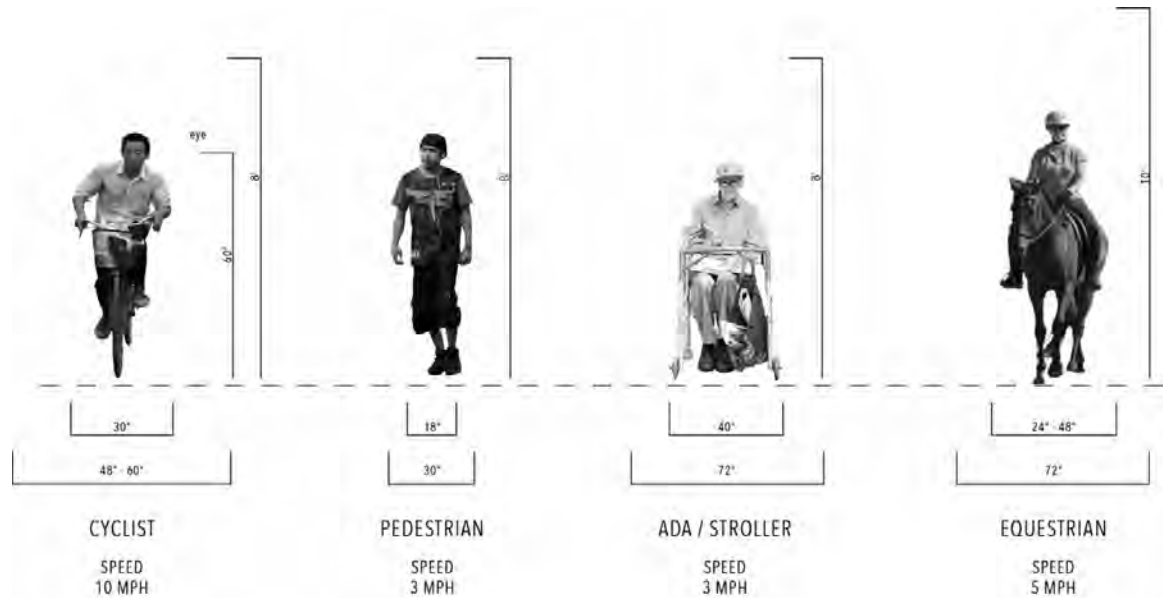 eye
8'
60"
8'
8'
10'
30"
18"
40"
24" - 48"
48" - 60"
30"
72"
72"
CYCLIST
PEDESTRIAN
ADA / STROLLER
EQUESTRIAN
SPEED
10 MPH
SPEED
3 MPH
SPEED
3 MPH
SPEED
5 MPH